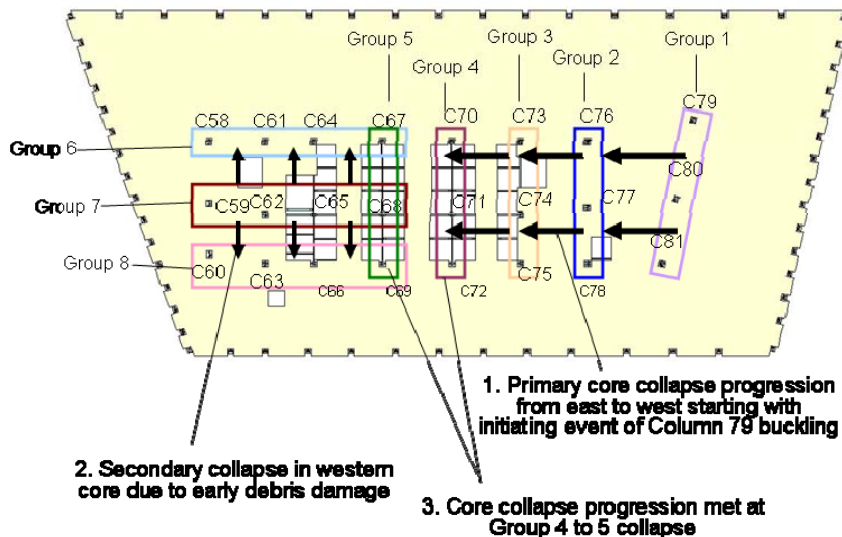 Group 5
Group 3
Group 1
Group 4
Group 2
C79
C58
C61
C64
C67
C70
C73
C76
Group 6
C80
Group 7
C59
C62
C65
C68
C71
C74
C77
Group 8
C60
C63
C66
C69
C72
C75
C78
C81
1. Primary core collapse progression
from east to west starting with
initiating event of Column 79 buckling
2. Secondary collapse in western
core due to early debris damage
3. Core collapse progression met at
Group 4 to 5 collapse